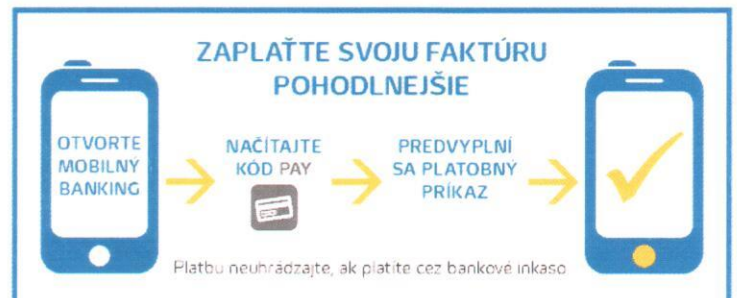 ZAPLAŤTE SVOJU FAKTÚRU
POHODLNEJŠIE
OTVORTE
MOBILNÝ
BANKING
NAČÍTAJTE
KÓD PAY
PREDVYPLNÍ
SA PLATOBNÝ
PRÍKAZ
Platbu neuhrádzajte, ak platíte cez bankové inkaso